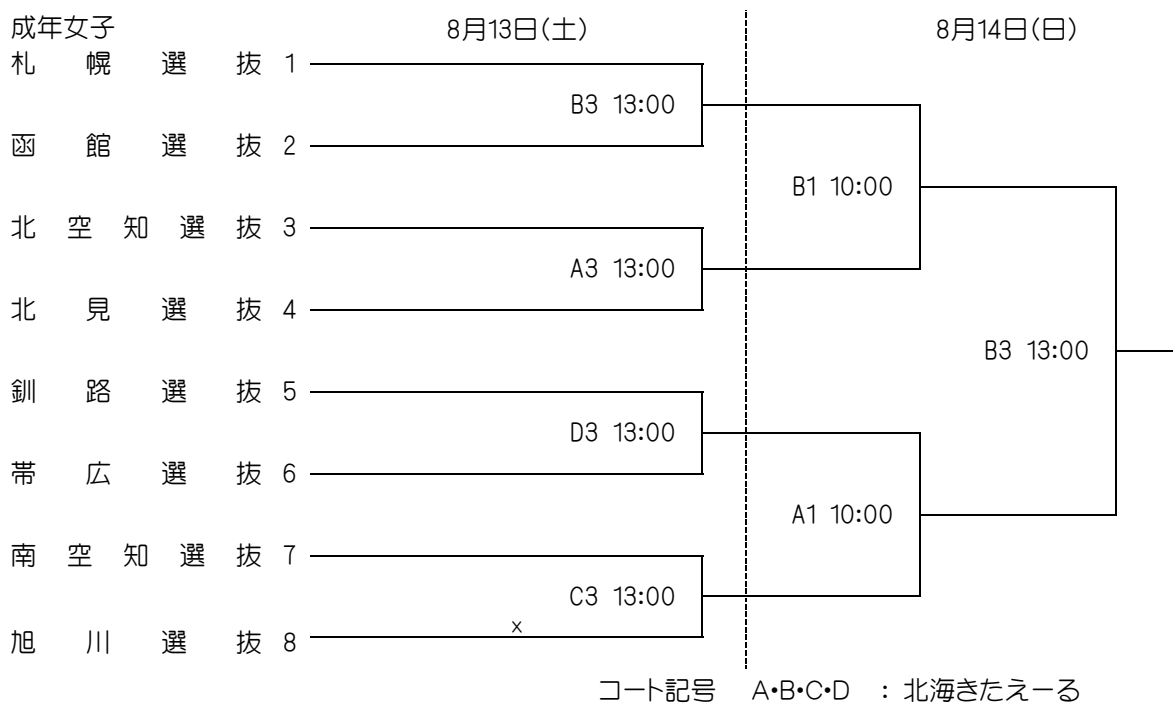 成年女子 8月13日(土) 8月14日(日)
札幌選抜 1
B3 13:00
函館選抜 2
B1 10:00
北空知選抜 3
A3 13:00
北見選抜 4
B3 13:00
釧路選抜 5
D3 13:00
帯広選抜 6
A1 10:00
南空知選抜 7
C3 13:00
x
旭川選抜 8
コート記号 A・B・C・D : 北海きたえーる